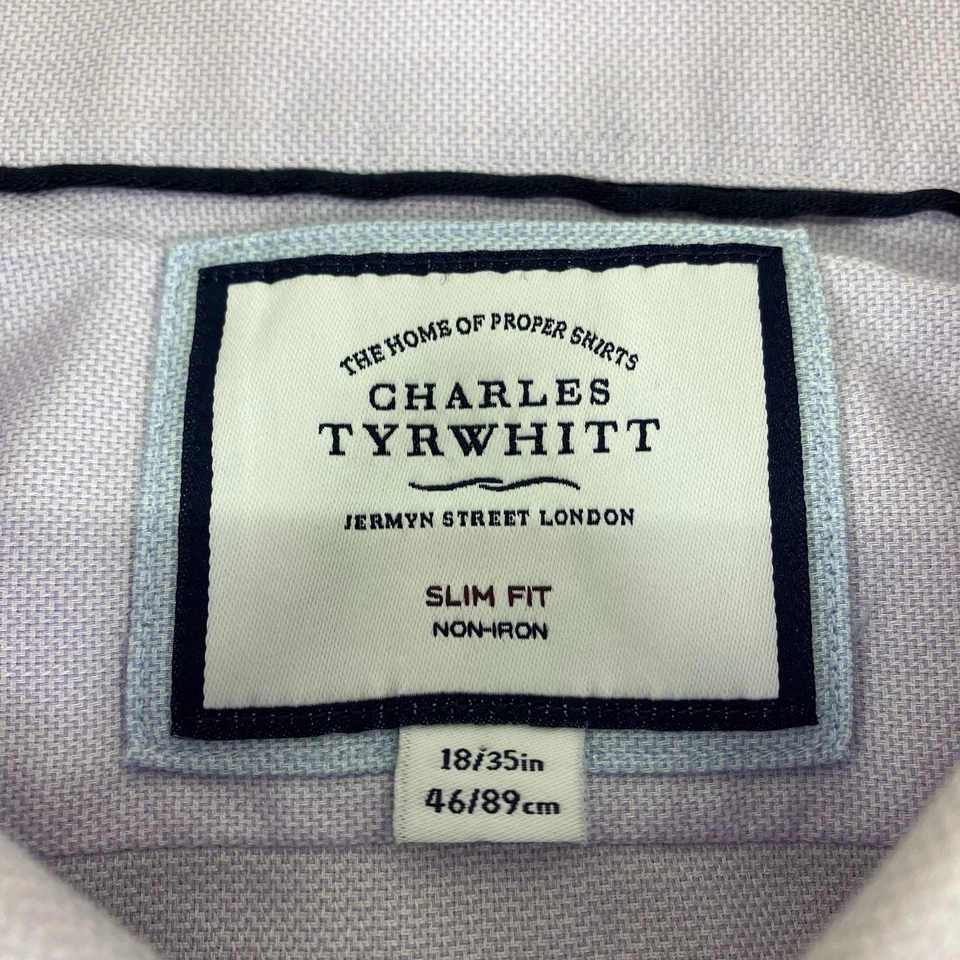 THE HOME OF PROPER SHIRTS
CHARLES
TYRWHITT
JERMYN STREET LONDON
SLIM FIT
NON-IRON
18/35in
46/89cm